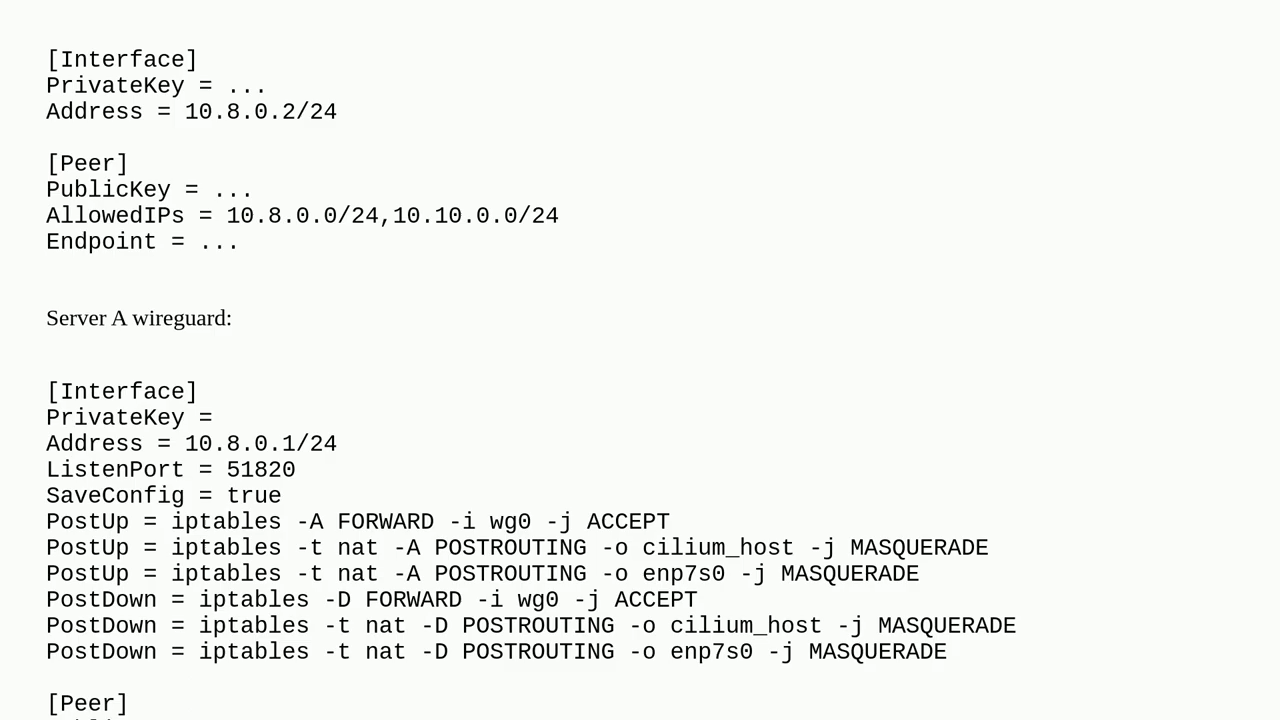 [Interface]
PrivateKey = ...
Address = 10.8.0.2/24
[Peer]
PublicKey = ...
AllowedIPs = 10.8.0.0/24,10.10.0.0/24
Endpoint = ...
Server A wireguard:
[Interface]
PrivateKey =
Address = 10.8.0.1/24
ListenPort = 51820
SaveConfig = true
PostUp = iptables -A FORWARD -i wg0 -j ACCEPT
PostUp = iptables -t nat -A POSTROUTING -o cilium_host -j MASQUERADE
PostUp = iptables -t nat -A POSTROUTING -o enp7s0 -j MASQUERADE
PostDown = iptables -D FORWARD -i wg0 -j ACCEPT
PostDown = iptables -t nat -D POSTROUTING -o cilium_host -j MASQUERADE
PostDown = iptables -t nat -D POSTROUTING -o enp7s0 -j MASQUERADE
[Peer]